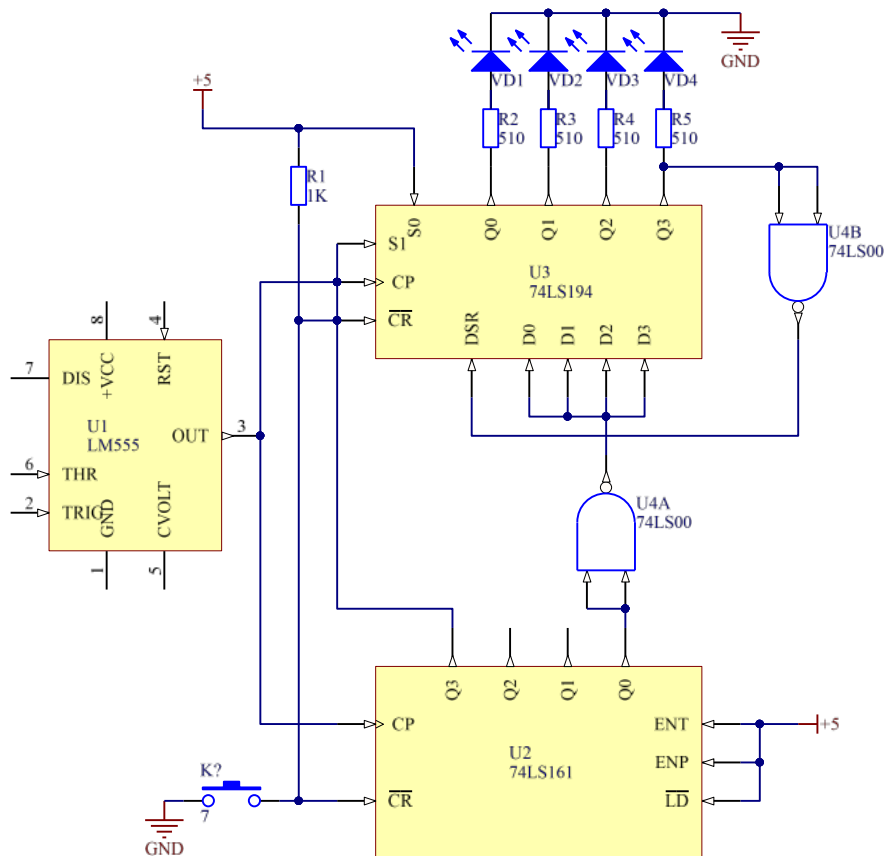 GND
VD1 VD2 VD3 VD4
+5
R2 R3 R4 R5
510 510 510 510
R1
1K
S0 Q0 Q1 Q2 Q3
U4B
74LS00
S1
CP
U3
74LS194
CR
DSR D0 D1 D2 D3
8 4
+VCC RST
7 DIS
U1
LM555
OUT 3
6 THR
2 TRIG
GND CVOLT
1 5
U4A
74LS00
Q3 Q2 Q1 Q0
CP
ENT +5
U2
74LS161
ENP
CR
LD
K?
7
GND